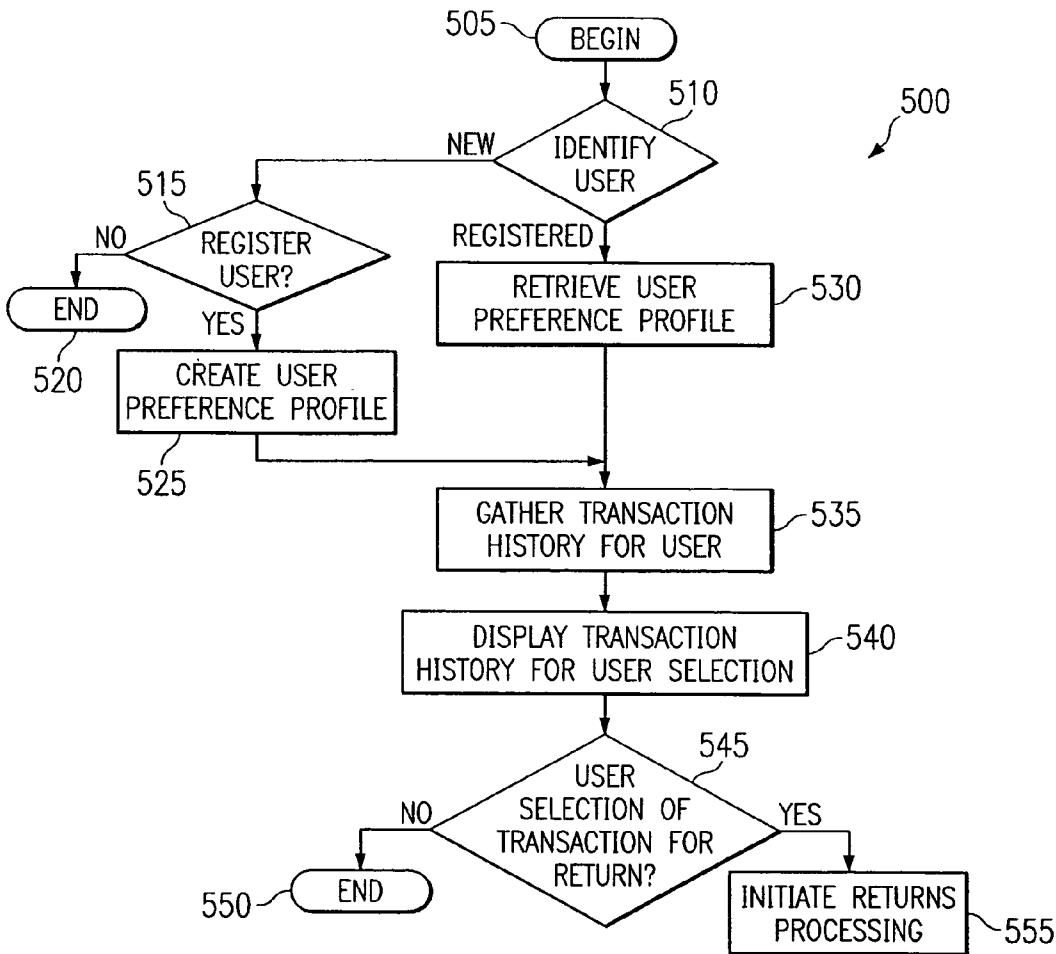 505
BEGIN
510
500
NEW
IDENTIFY
USER
515
NO
REGISTER
USER?
REGISTERED
END
520
YES
RETRIEVE USER
PREFERENCE PROFILE
530
CREATE USER
PREFERENCE PROFILE
525
GATHER TRANSACTION
HISTORY FOR USER
535
DISPLAY TRANSACTION
HISTORY FOR USER SELECTION
540
545
USER
SELECTION OF
TRANSACTION FOR
RETURN?
NO
YES
550
END
INITIATE RETURNS
PROCESSING
555